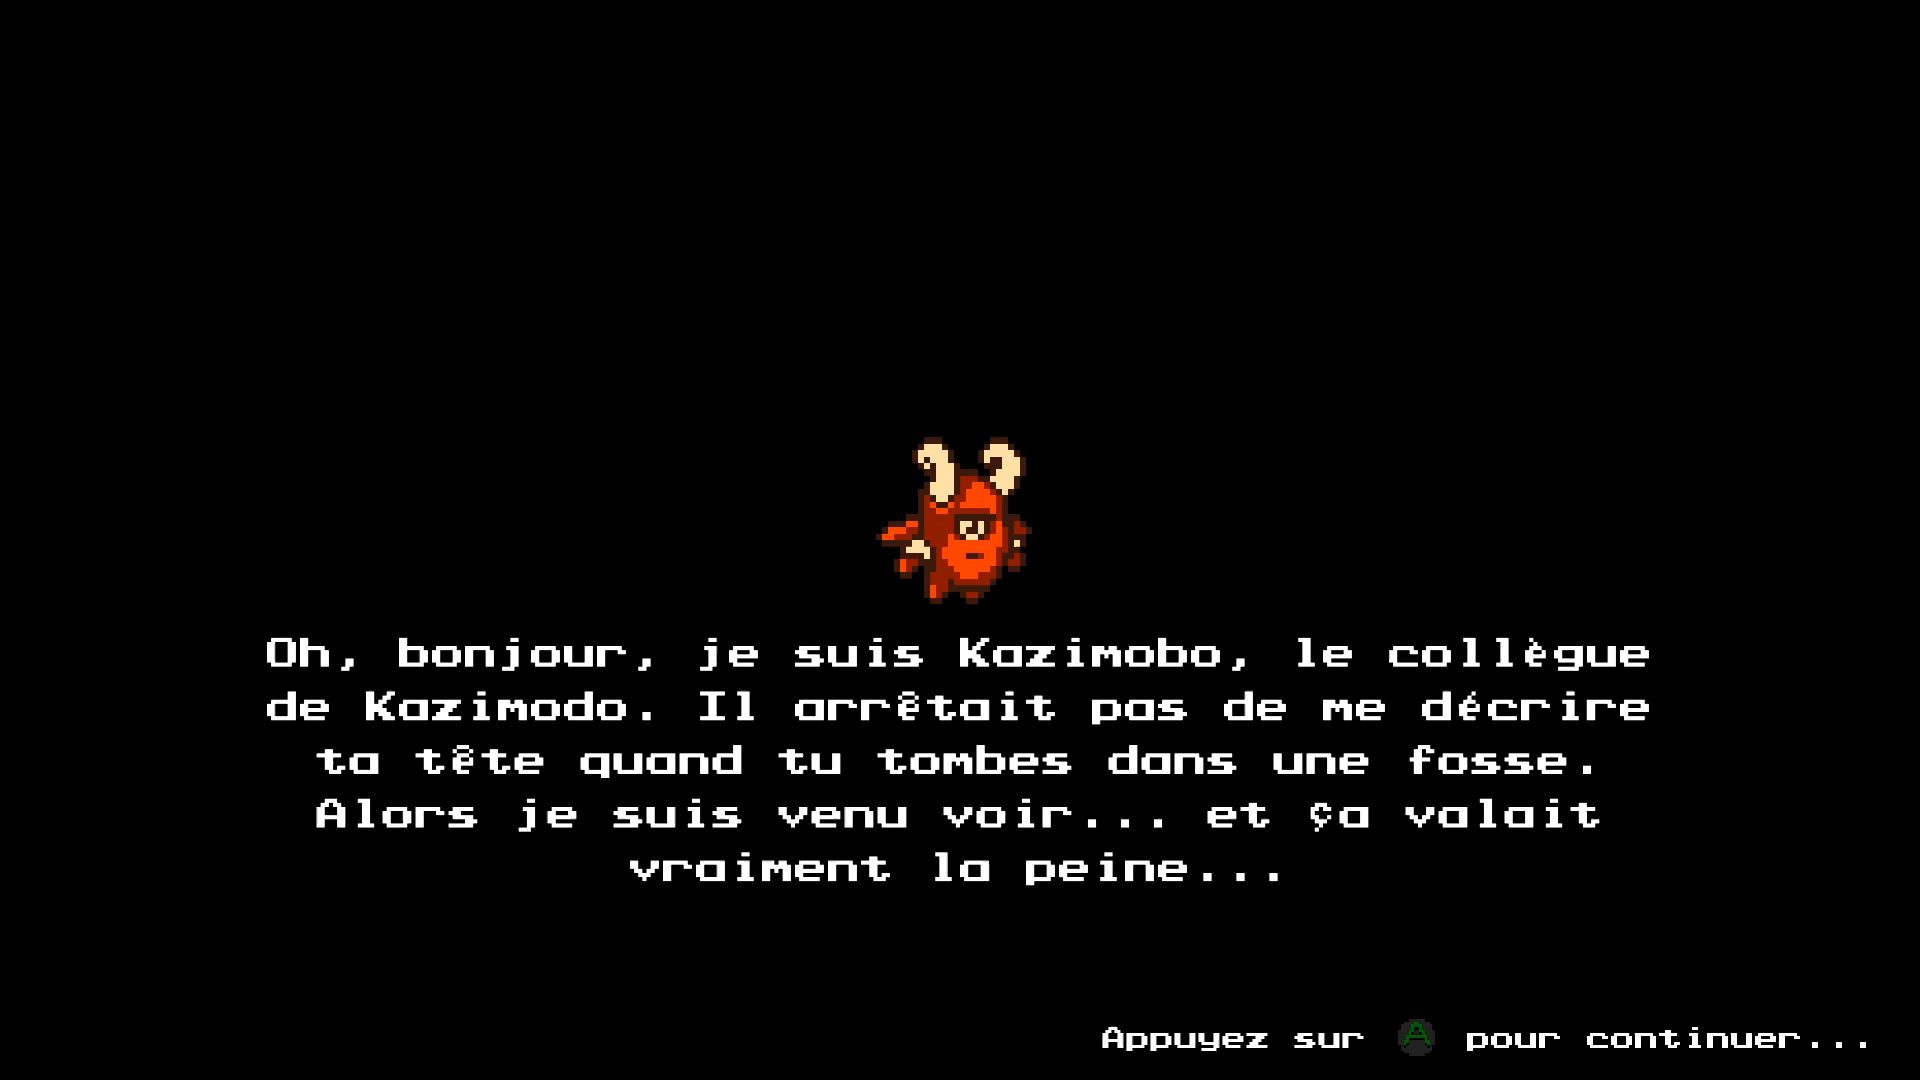 Oh, bonjour, je suis Kazimobo, le collègue
de Kazimodo. Il arrêtait pas de me décrire
ta tête quand tu tombes dans une fosse.
Alors je suis venu voir... et ça valait
vraiment la peine...
Appuyez sur A pour continuer...